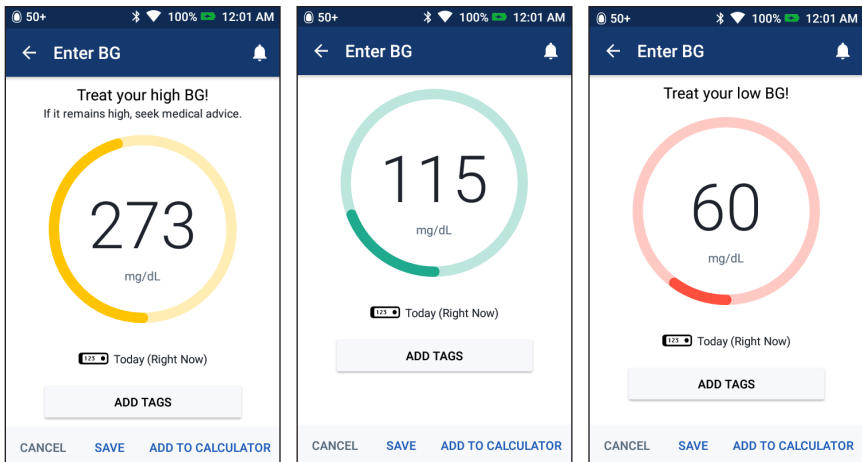 50+ 100% 12:01 AM
Enter BG
Treat your high BG!
If it remains high, seek medical advice.
273
mg/dL
123 Today (Right Now)
ADD TAGS
CANCEL SAVE ADD TO CALCULATOR
50+ 100% 12:01 AM
Enter BG
115
mg/dL
123 Today (Right Now)
ADD TAGS
CANCEL SAVE ADD TO CALCULATOR
50+ 100% 12:01 AM
Enter BG
Treat your low BG!
60
mg/dL
123 Today (Right Now)
ADD TAGS
CANCEL SAVE ADD TO CALCULATOR